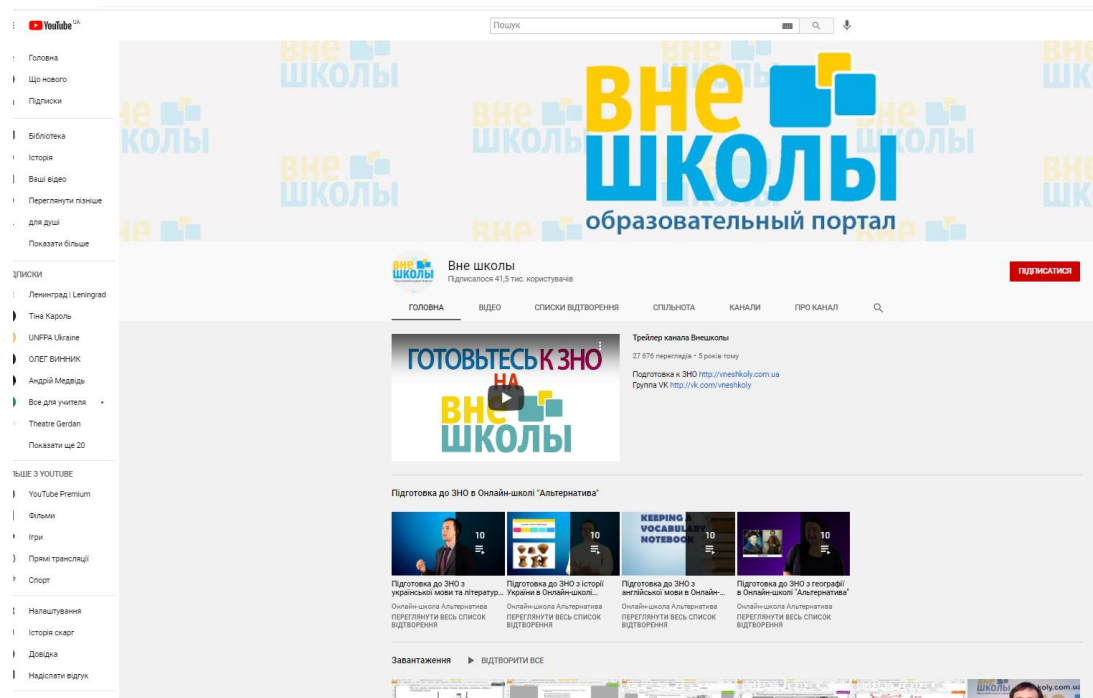 YouTube UA
Пошук
Головна
Що нового
Підписки
Бібліотека
Історія
Ваші відео
Переглянути пізніше
для душі
Показати більше
Ленинград | Leningrad
Тіна Кароль
UNFPA Ukraine
ОЛЕГ ВИННИК
Андрій Медвідь
Все для учителя
Theatre Gerdan
Показати ще 20
YouTube Premium
Фільми
Ігри
Прямі трансляції
Спорт
Налаштування
Історія скарг
Довідка
Надіслати відгук
вне
школы
образовательный портал
Вне школы
Підписалося 41,5 тис. користувачів
ПІДПИСАТИСЯ
ГОЛОВНА ВІДЕО СПИСКИ ВІДТВОРЕННЯ СПІЛЬНОТА КАНАЛИ ПРО КАНАЛ
ГОТОВЬТЕСЬ К ЗНО
НА
ВНЕ
ШКОЛЫ
Трейлер канала Внешколы
27 676 переглядів • 5 років тому
Подготовка к ЗНО http://vneshkoly.com.ua
Группа VK http://vk.com/vneshkoly
Підготовка до ЗНО в Онлайн-школі "Альтернатива"
10
Підготовка до ЗНО з
української мови та літератур...
Онлайн-школа Альтернатива
ПЕРЕГЛЯНУТИ ВЕСЬ СПИСОК
ВІДТВОРЕННЯ
10
Підготовка до ЗНО з історії
України в Онлайн-школі...
Онлайн-школа Альтернатива
ПЕРЕГЛЯНУТИ ВЕСЬ СПИСОК
ВІДТВОРЕННЯ
KEEPING A
VOCABULARY
NOTEBOOK
10
Підготовка до ЗНО з
англійської мови в Онлайн-...
Онлайн-школа Альтернатива
ПЕРЕГЛЯНУТИ ВЕСЬ СПИСОК
ВІДТВОРЕННЯ
10
Підготовка до ЗНО з географії
в Онлайн-школі "Альтернатива"
Онлайн-школа Альтернатива
ПЕРЕГЛЯНУТИ ВЕСЬ СПИСОК
ВІДТВОРЕННЯ
Завантаження ВІДТВОРИТИ ВСЕ